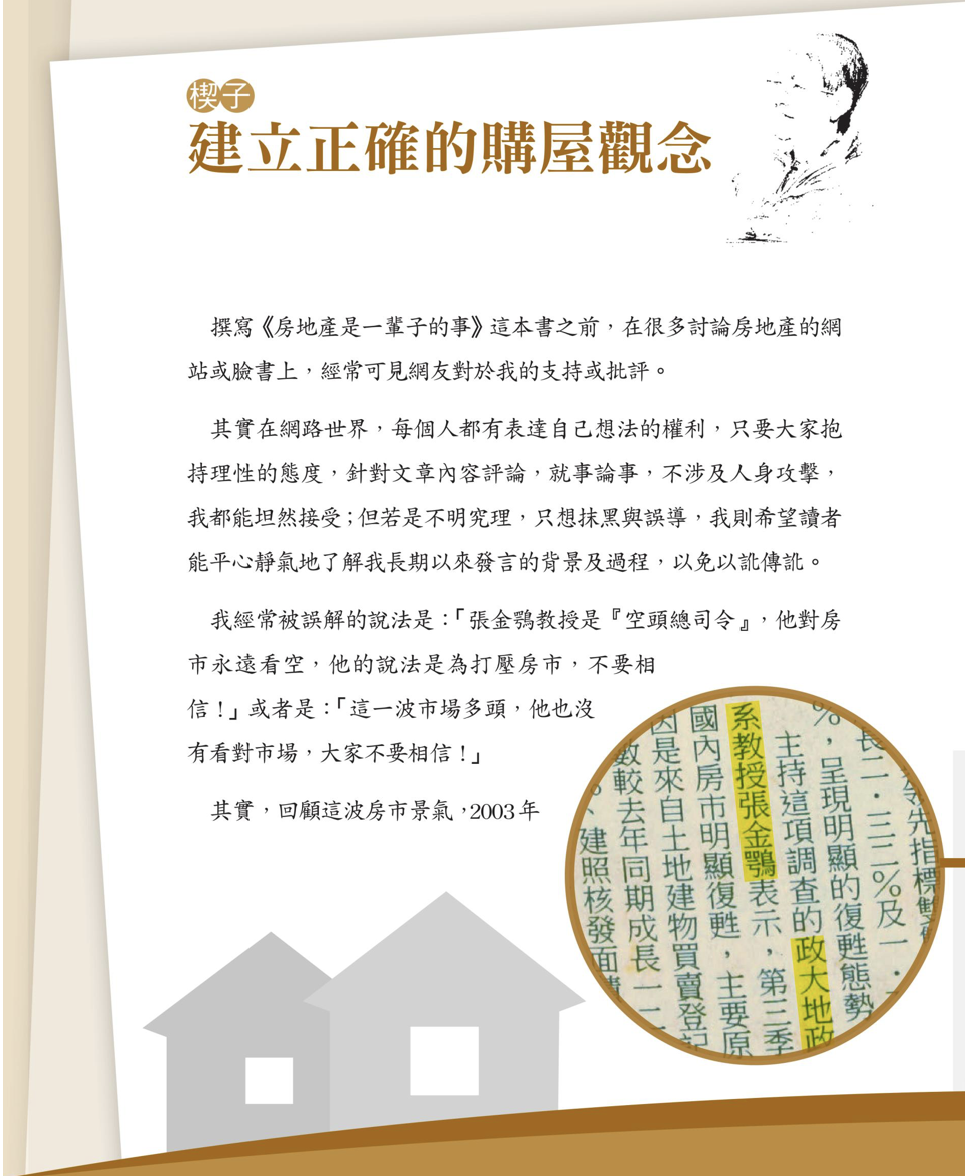 楔子
建立正確的購屋觀念
撰寫《房地產是一輩子的事》這本書之前，在很多討論房地產的網
站或臉書上，經常可見網友對於我的支持或批評。
其實在網路世界，每個人都有表達自己想法的權利，只要大家抱
持理性的態度，針對文章內容評論，就事論事，不涉及人身攻擊，
我都能坦然接受；但若是不明究理，只想抹黑與誤導，我則希望讀者
能平心靜氣地了解我長期以來發言的背景及過程，以免以訛傳訛。
我經常被誤解的說法是：「張金鶚教授是『空頭總司令』，他對房
市永遠看空，他的說法是為打壓房市，不要相
信！」或者是：「這一波市場多頭，他也沒
有看對市場，大家不要相信！」
其實，回顧這波房市景氣，2003年
先指標
長二．三二％及一．
％，呈現明顯的復甦態勢
主持這項調查的政大地政
系教授張金鶚表示，第三季
國內房市明顯復甦，主要原
因是來自土地建物買賣登記
數較去年同期成長一二
建照核發面